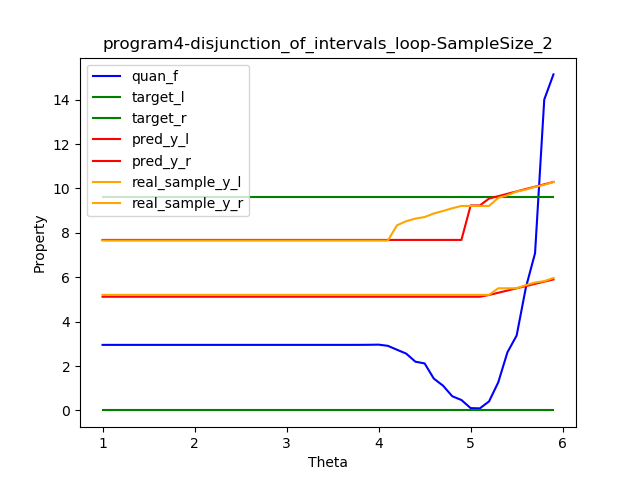 program4-disjunction_of_intervals_loop-SampleSize_2
quan_f
target_l
target_r
pred_y_l
pred_y_r
real_sample_y_l
real_sample_y_r
Property
14
12
10
8
6
4
2
0
1 2 3 4 5 6
Theta